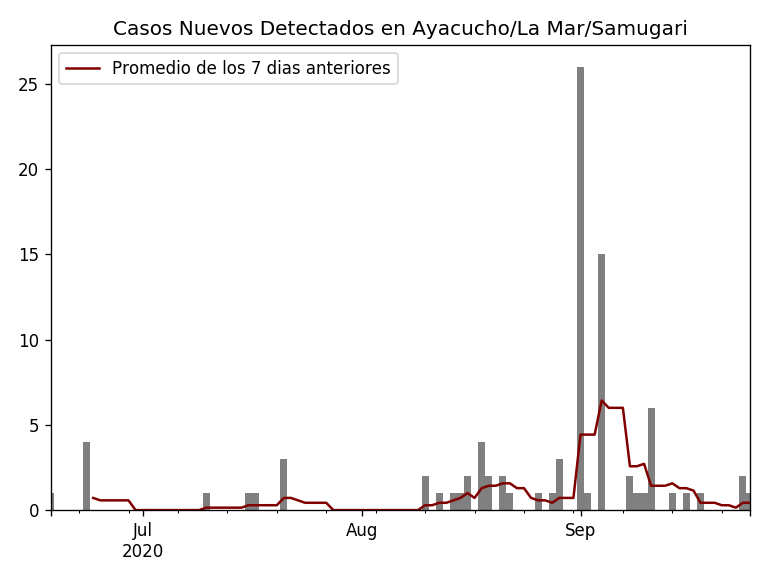 Casos Nuevos Detectados en Ayacucho/La Mar/Samugari
Promedio de los 7 dias anteriores
25
20
15
10
5
0
Jul Aug Sep
2020